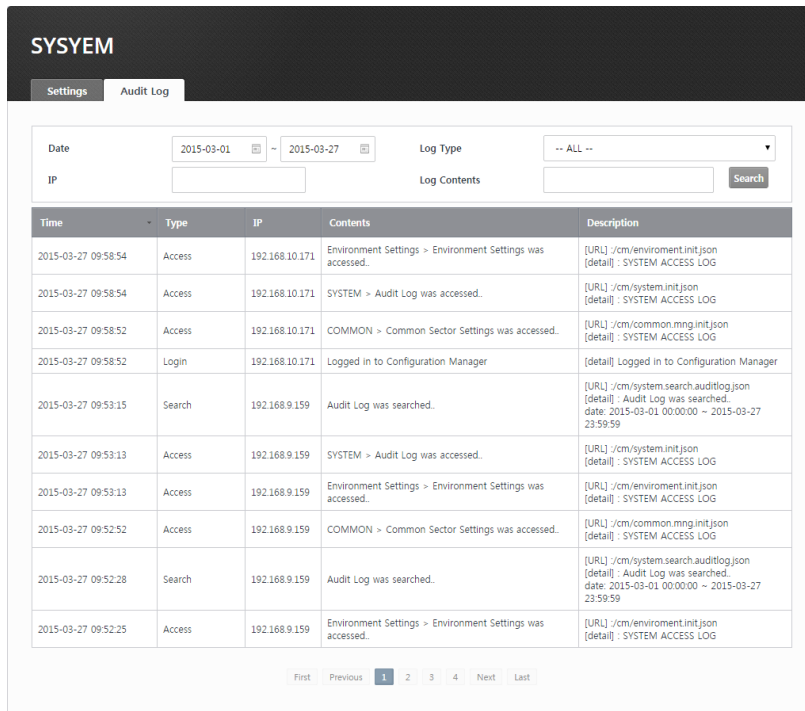 SYSYEM
Settings Audit Log
Date 2015-03-01 ~ 2015-03-27 Log Type -- ALL --
IP Log Contents Search
Time Type IP Contents Description
2015-03-27 09:58:54 Access 192.168.10.171 Environment Settings > Environment Settings was
accessed..
[URL] :/cm/enviroment.init.json
[detail] : SYSTEM ACCESS LOG
2015-03-27 09:58:54 Access 192.168.10.171 SYSTEM > Audit Log was accessed..
[URL] :/cm/system.init.json
[detail] : SYSTEM ACCESS LOG
2015-03-27 09:58:52 Access 192.168.10.171 COMMON > Common Sector Settings was accessed..
[URL] :/cm/common.mng.init.json
[detail] : SYSTEM ACCESS LOG
2015-03-27 09:58:52 Login 192.168.10.171 Logged in to Configuration Manager [detail] Logged in to Configuration Manager
2015-03-27 09:53:15 Search 192.168.9.159 Audit Log was searched..
[URL] :/cm/system.search.auditlog.json
[detail] : Audit Log was searched..
date: 2015-03-01 00:00:00 ~ 2015-03-27
23:59:59
2015-03-27 09:53:13 Access 192.168.9.159 SYSTEM > Audit Log was accessed..
[URL] :/cm/system.init.json
[detail] : SYSTEM ACCESS LOG
2015-03-27 09:53:13 Access 192.168.9.159 Environment Settings > Environment Settings was
accessed..
[URL] :/cm/enviroment.init.json
[detail] : SYSTEM ACCESS LOG
2015-03-27 09:52:52 Access 192.168.9.159 COMMON > Common Sector Settings was accessed..
[URL] :/cm/common.mng.init.json
[detail] : SYSTEM ACCESS LOG
2015-03-27 09:52:28 Search 192.168.9.159 Audit Log was searched..
[URL] :/cm/system.search.auditlog.json
[detail] : Audit Log was searched..
date: 2015-03-01 00:00:00 ~ 2015-03-27
23:59:59
2015-03-27 09:52:25 Access 192.168.9.159 Environment Settings > Environment Settings was
accessed..
[URL] :/cm/enviroment.init.json
[detail] : SYSTEM ACCESS LOG
First Previous 1 2 3 4 Next Last